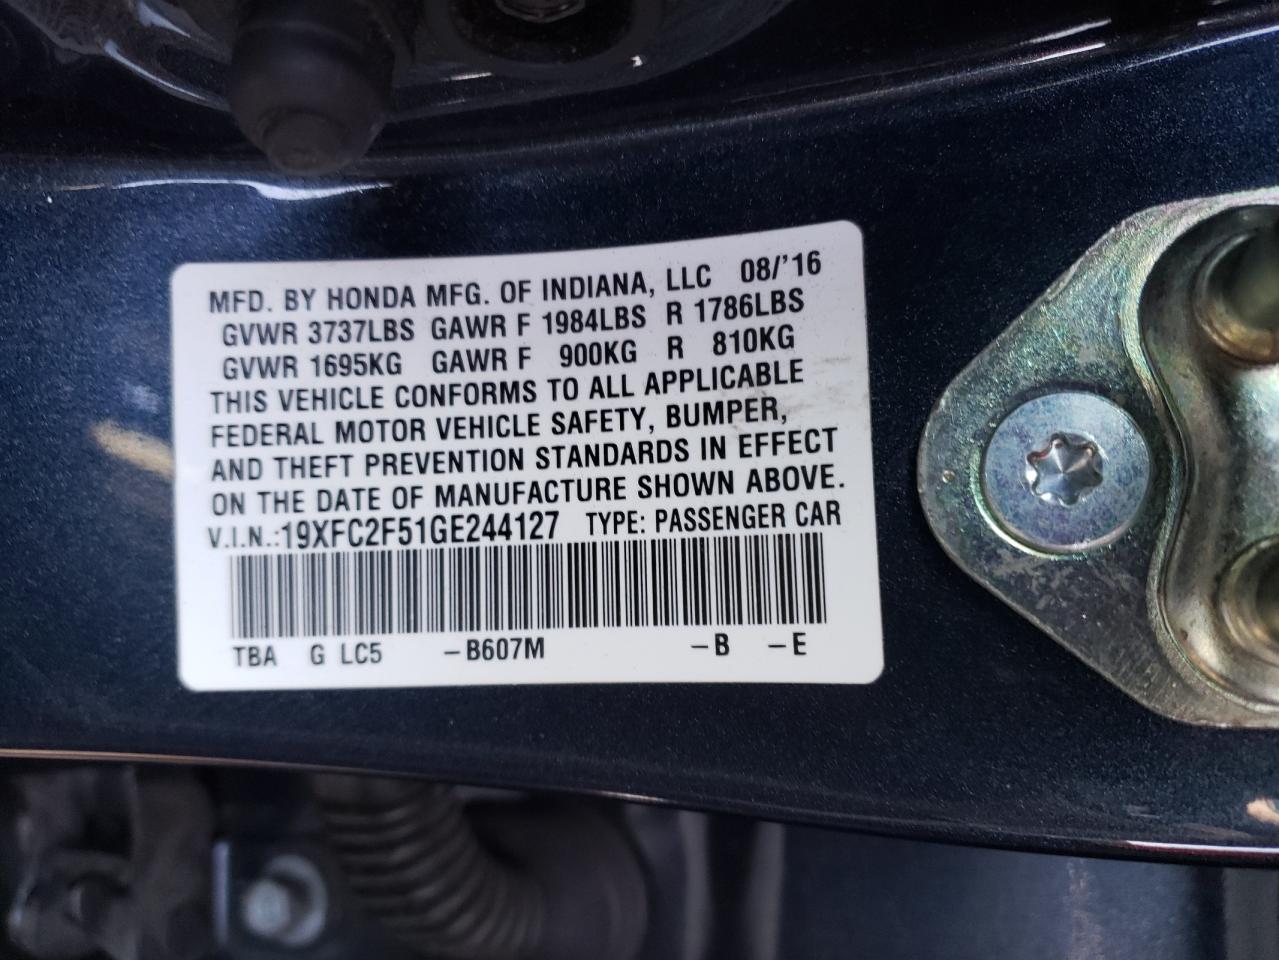 MFD. BY HONDA MFG. OF INDIANA, LLC 08/'16
GVWR 3737LBS GAWR F 1984LBS R 1786LBS
GVWR 1695KG GAWR F 900KG R 810KG
THIS VEHICLE CONFORMS TO ALL APPLICABLE
FEDERAL MOTOR VEHICLE SAFETY, BUMPER,
AND THEFT PREVENTION STANDARDS IN EFFECT
ON THE DATE OF MANUFACTURE SHOWN ABOVE.
V.I.N.:19XFC2F51GE244127 TYPE: PASSENGER CAR
TBA G LC5 -B607M -B -E